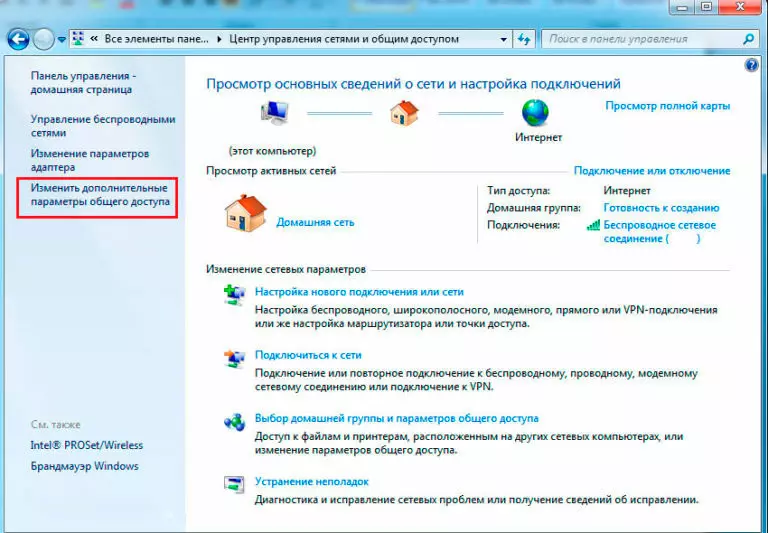 « Все элементы пане... ▸ Центр управления сетями и общим доступом
Поиск в панели управления
Панель управления -
домашняя страница
Управление беспроводными
сетями
Изменение параметров
адаптера
Изменить дополнительные
параметры общего доступа
См. также
Intel® PROSet/Wireless
Брандмауэр Windows
Просмотр основных сведений о сети и настройка подключений
Просмотр полной карты
(этот компьютер)
Интернет
Просмотр активных сетей
Подключение или отключение
Домашняя сеть
Тип доступа: Интернет
Домашняя группа: Готовность к созданию
Подключения: Беспроводное сетевое
соединение ( )
Изменение сетевых параметров
Настройка нового подключения или сети
Настройка беспроводного, широкополосного, модемного, прямого или VPN-подключения
или же настройка маршрутизатора или точки доступа.
Подключиться к сети
Подключение или повторное подключение к беспроводному, проводному, модемному
сетевому соединению или подключение к VPN.
Выбор домашней группы и параметров общего доступа
Доступ к файлам и принтерам, расположенным на других сетевых компьютерах, или
изменение параметров общего доступа.
Устранение неполадок
Диагностика и исправление сетевых проблем или получение сведений об исправлении.